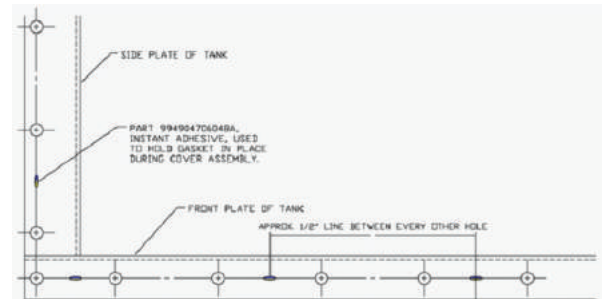 SIDE PLATE OF TANK
PART 994904706048A,
INSTANT ADHESIVE, USED
TO HOLD GASKET IN PLACE
DURING COVER ASSEMBLY.
FRONT PLATE OF TANK
APPROX 1/2" LINE BETWEEN EVERY OTHER HOLE